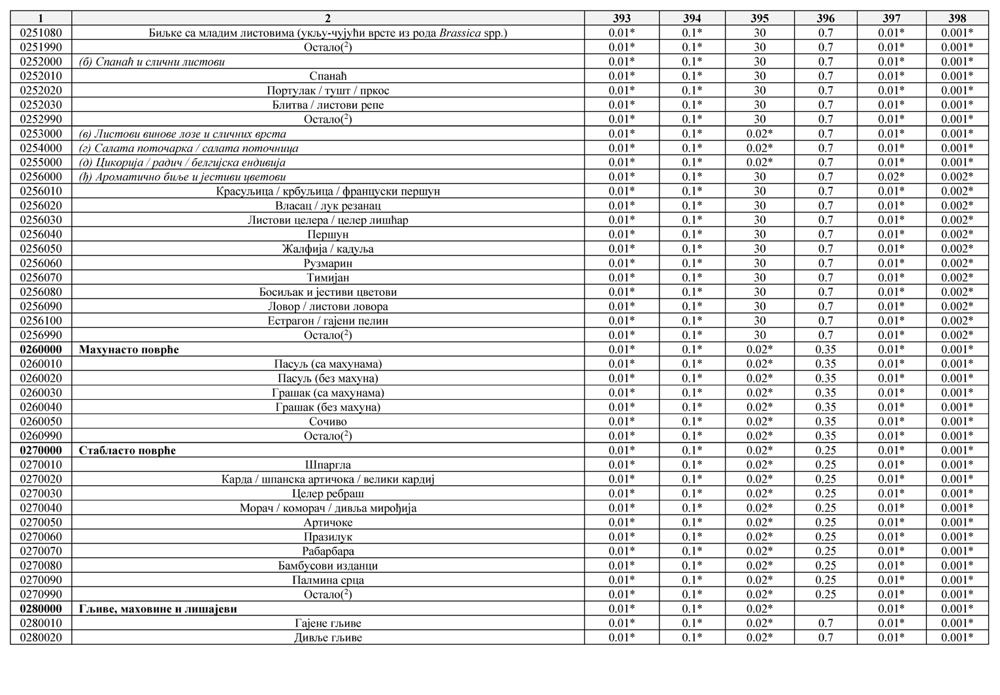 1 2 393 394 395 396 397 398
0251080 Биљке са младим листовима (укљу-чујући врсте из рода Brassica spp.) 0.01* 0.1* 30 0.7 0.01* 0.001*
0251990 Остало(²) 0.01* 0.1* 30 0.7 0.01* 0.001*
0252000 (б) Спанаћ и слични листови 0.01* 0.1* 30 0.7 0.01* 0.001*
0252010 Спанаћ 0.01* 0.1* 30 0.7 0.01* 0.001*
0252020 Портулак / тушт / пркос 0.01* 0.1* 30 0.7 0.01* 0.001*
0252030 Блитва / листови репе 0.01* 0.1* 30 0.7 0.01* 0.001*
0252990 Остало(²) 0.01* 0.1* 30 0.7 0.01* 0.001*
0253000 (в) Листови винове лозе и сличних врста 0.01* 0.1* 0.02* 0.7 0.01* 0.001*
0254000 (г) Салата поточарка / салата поточница 0.01* 0.1* 0.02* 0.7 0.01* 0.001*
0255000 (д) Цикорија / радич / белгијска ендивија 0.01* 0.1* 0.02* 0.7 0.01* 0.001*
0256000 (ђ) Ароматично биље и јестиви цветови 0.01* 0.1* 30 0.7 0.02* 0.002*
0256010 Красуљица / крбуљица / француски першун 0.01* 0.1* 30 0.7 0.01* 0.002*
0256020 Власац / лук резанац 0.01* 0.1* 30 0.7 0.01* 0.002*
0256030 Листови целера / целер лишћар 0.01* 0.1* 30 0.7 0.01* 0.002*
0256040 Першун 0.01* 0.1* 30 0.7 0.01* 0.002*
0256050 Жалфија / кадуља 0.01* 0.1* 30 0.7 0.01* 0.002*
0256060 Рузмарин 0.01* 0.1* 30 0.7 0.01* 0.002*
0256070 Тимијан 0.01* 0.1* 30 0.7 0.01* 0.002*
0256080 Босиљак и јестиви цветови 0.01* 0.1* 30 0.7 0.01* 0.002*
0256090 Ловор / листови ловора 0.01* 0.1* 30 0.7 0.01* 0.002*
0256100 Естрагон / гајени пелин 0.01* 0.1* 30 0.7 0.01* 0.002*
0256990 Остало(²) 0.01* 0.1* 30 0.7 0.01* 0.002*
0260000 Махунасто поврће 0.01* 0.1* 0.02* 0.35 0.01* 0.001*
0260010 Пасуљ (са махунама) 0.01* 0.1* 0.02* 0.35 0.01* 0.001*
0260020 Пасуљ (без махуна) 0.01* 0.1* 0.02* 0.35 0.01* 0.001*
0260030 Грашак (са махунама) 0.01* 0.1* 0.02* 0.35 0.01* 0.001*
0260040 Грашак (без махуна) 0.01* 0.1* 0.02* 0.35 0.01* 0.001*
0260050 Сочиво 0.01* 0.1* 0.02* 0.35 0.01* 0.001*
0260990 Остало(²) 0.01* 0.1* 0.02* 0.35 0.01* 0.001*
0270000 Стабласто поврће 0.01* 0.1* 0.02* 0.25 0.01* 0.001*
0270010 Шпаргла 0.01* 0.1* 0.02* 0.25 0.01* 0.001*
0270020 Карда / шпанска артичока / велики кардиј 0.01* 0.1* 0.02* 0.25 0.01* 0.001*
0270030 Целер ребраш 0.01* 0.1* 0.02* 0.25 0.01* 0.001*
0270040 Морач / коморач / дивља мирођија 0.01* 0.1* 0.02* 0.25 0.01* 0.001*
0270050 Артичоке 0.01* 0.1* 0.02* 0.25 0.01* 0.001*
0270060 Празилук 0.01* 0.1* 0.02* 0.25 0.01* 0.001*
0270070 Рабарбара 0.01* 0.1* 0.02* 0.25 0.01* 0.001*
0270080 Бамбусови изданци 0.01* 0.1* 0.02* 0.25 0.01* 0.001*
0270090 Палмина срца 0.01* 0.1* 0.02* 0.25 0.01* 0.001*
0270990 Остало(²) 0.01* 0.1* 0.02* 0.25 0.01* 0.001*
0280000 Гљиве, маховине и лишајеви 0.01* 0.1* 0.02* 0.01* 0.001*
0280010 Гајене гљиве 0.01* 0.1* 0.02* 0.7 0.01* 0.001*
0280020 Дивље гљиве 0.01* 0.1* 0.02* 0.7 0.01* 0.001*